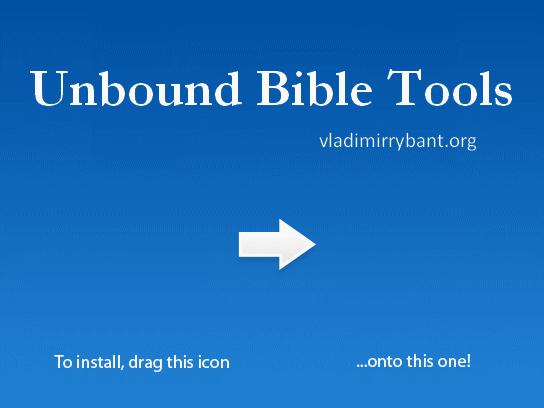 Unbound Bible Tools
vladimirrybant.org
To install, drag this icon
...onto this one!